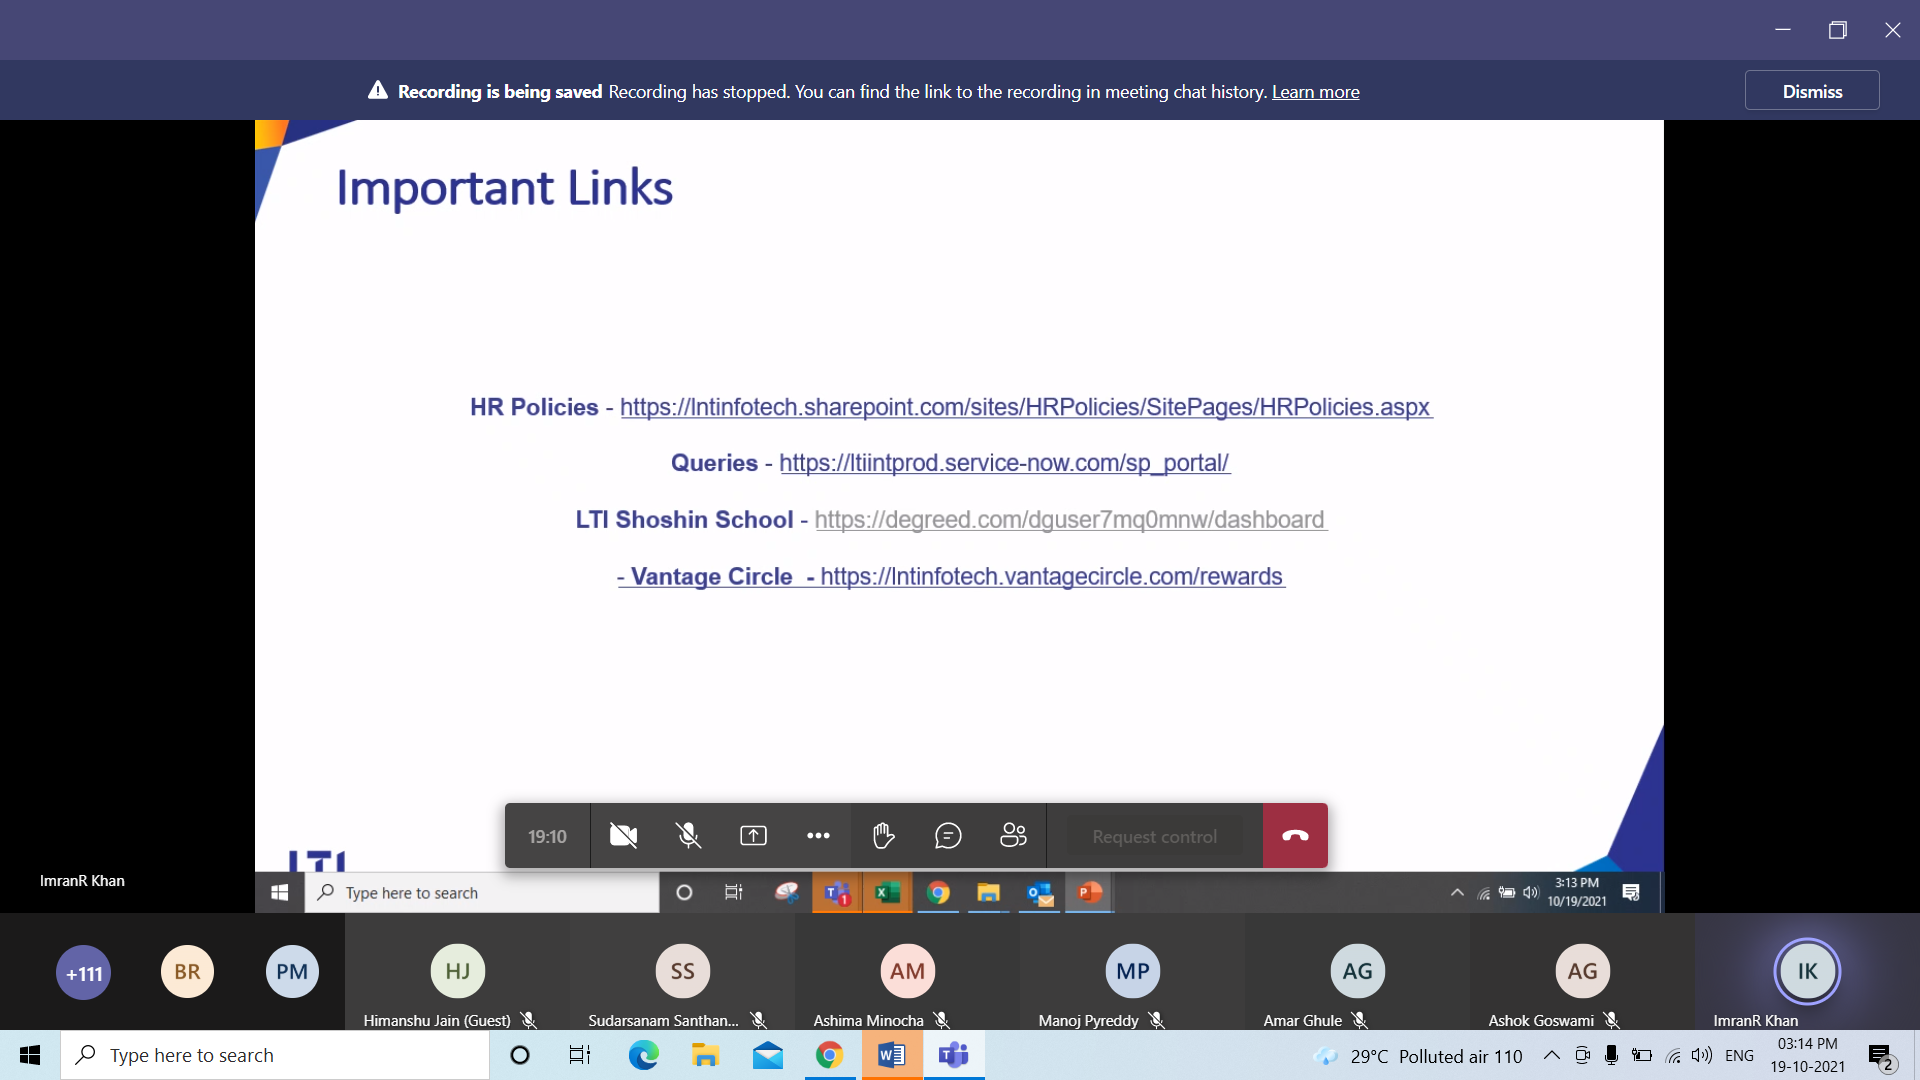 Recording is being saved Recording has stopped. You can find the link to the recording in meeting chat history. Learn more
Dismiss
Important Links
HR Policies - https://lntinfotech.sharepoint.com/sites/HRPolicies/SitePages/HRPolicies.aspx
Queries - https://ltiintprod.service-now.com/sp_portal/
LTI Shoshin School - https://degreed.com/dguser7mq0mnw/dashboard
- Vantage Circle - https://lntinfotech.vantagecircle.com/rewards
19:10
Request control
LTI
ImranR Khan
Type here to search
1
3:13 PM
10/19/2021
+111
BR
PM
HJ
SS
AM
MP
AG
AG
IK
Himanshu Jain (Guest)
Sudarsanam Santhan...
Ashima Minocha
Manoj Pyreddy
Amar Ghule
Ashok Goswami
ImranR Khan
Type here to search
29°C Polluted air 110
ENG
03:14 PM
19-10-2021
2